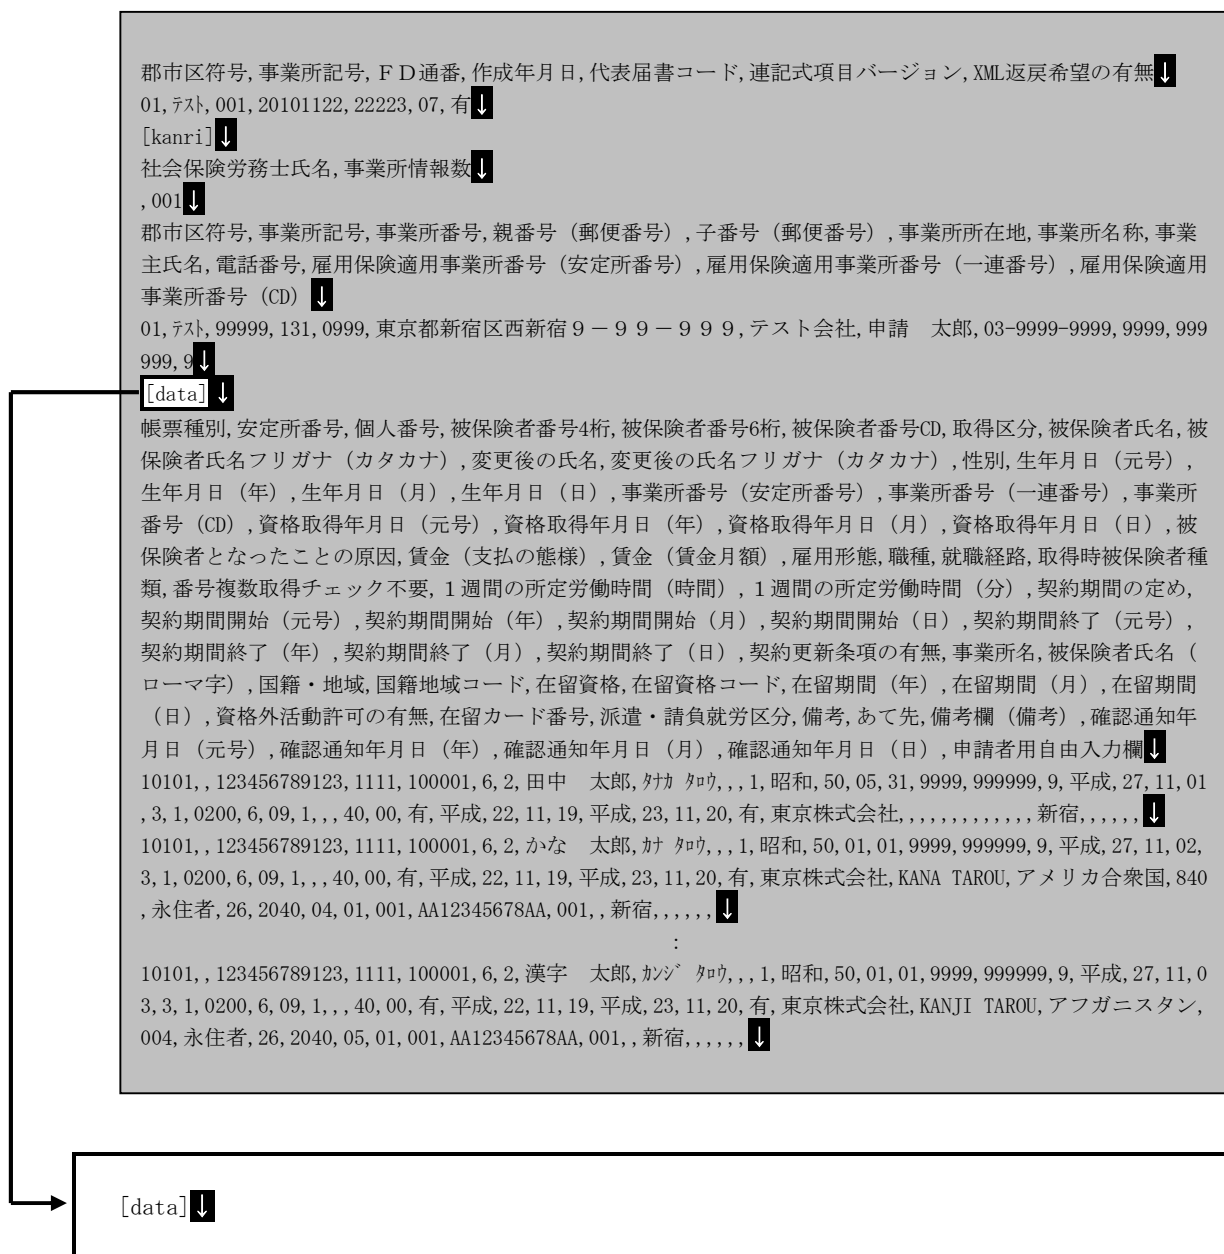 郡市区符号,事業所記号,ＦＤ通番,作成年月日,代表届書コード,連記式項目バージョン,XML返戻希望の有無↓
01,ﾃｽﾄ,001,20101122,22223,07,有↓
[kanri]↓
社会保険労務士氏名,事業所情報数↓
,001↓
郡市区符号,事業所記号,事業所番号,親番号（郵便番号）,子番号（郵便番号）,事業所所在地,事業所名称,事業
主氏名,電話番号,雇用保険適用事業所番号（安定所番号）,雇用保険適用事業所番号（一連番号）,雇用保険適用
事業所番号（CD）↓
01,ﾃｽﾄ,99999,131,0999,東京都新宿区西新宿９－９９－９９９,テスト会社,申請　太郎,03-9999-9999,9999,999
999,9↓
[data]↓
帳票種別,安定所番号,個人番号,被保険者番号4桁,被保険者番号6桁,被保険者番号CD,取得区分,被保険者氏名,被
保険者氏名フリガナ（カタカナ）,変更後の氏名,変更後の氏名フリガナ（カタカナ）,性別,生年月日（元号）,
生年月日（年）,生年月日（月）,生年月日（日）,事業所番号（安定所番号）,事業所番号（一連番号）,事業所
番号（CD）,資格取得年月日（元号）,資格取得年月日（年）,資格取得年月日（月）,資格取得年月日（日）,被
保険者となったことの原因,賃金（支払の態様）,賃金（賃金月額）,雇用形態,職種,就職経路,取得時被保険者種
類,番号複数取得チェック不要,１週間の所定労働時間（時間）,１週間の所定労働時間（分）,契約期間の定め,
契約期間開始（元号）,契約期間開始（年）,契約期間開始（月）,契約期間開始（日）,契約期間終了（元号）,
契約期間終了（年）,契約期間終了（月）,契約期間終了（日）,契約更新条項の有無,事業所名,被保険者氏名（
ローマ字）,国籍・地域,国籍地域コード,在留資格,在留資格コード,在留期間（年）,在留期間（月）,在留期間
（日）,資格外活動許可の有無,在留カード番号,派遣・請負就労区分,備考,あて先,備考欄（備考）,確認通知年
月日（元号）,確認通知年月日（年）,確認通知年月日（月）,確認通知年月日（日）,申請者用自由入力欄↓
10101,,123456789123,1111,100001,6,2,田中　太郎,ﾀﾅｶ ﾀﾛｳ,,,1,昭和,50,05,31,9999,999999,9,平成,27,11,01
,3,1,0200,6,09,1,,,40,00,有,平成,22,11,19,平成,23,11,20,有,東京株式会社,,,,,,,,,,,,,新宿,,,,,,↓
10101,,123456789123,1111,100001,6,2,かな　太郎,ｶﾅ ﾀﾛｳ,,,1,昭和,50,01,01,9999,999999,9,平成,27,11,02,
3,1,0200,6,09,1,,,40,00,有,平成,22,11,19,平成,23,11,20,有,東京株式会社,KANA TAROU,アメリカ合衆国,840
,永住者,26,2040,04,01,001,AA12345678AA,001,,新宿,,,,,,↓
:
10101,,123456789123,1111,100001,6,2,漢字　太郎,ｶﾝｼﾞ ﾀﾛｳ,,,1,昭和,50,01,01,9999,999999,9,平成,27,11,0
3,3,1,0200,6,09,1,,,40,00,有,平成,22,11,19,平成,23,11,20,有,東京株式会社,KANJI TAROU,アフガニスタン,
004,永住者,26,2040,05,01,001,AA12345678AA,001,,新宿,,,,,,↓
[data]↓